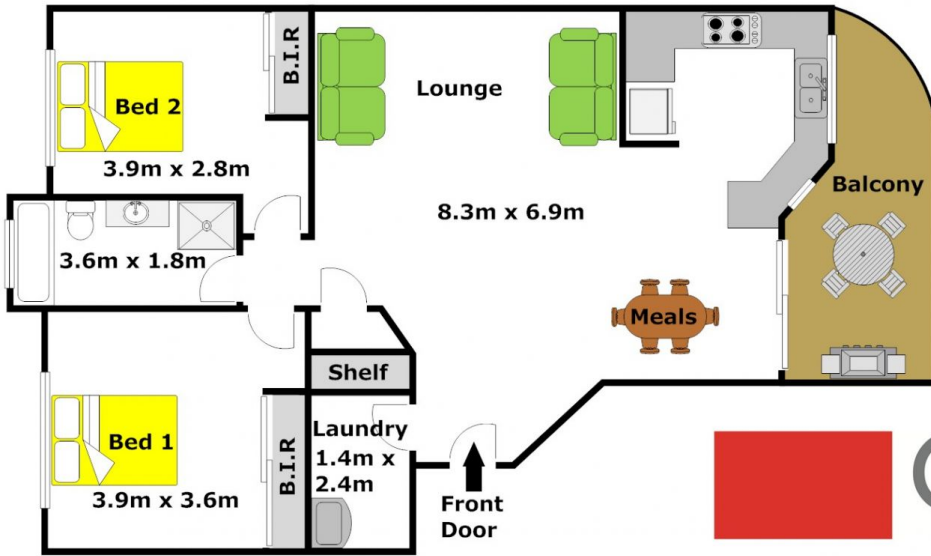 B.I.R
Lounge
Bed 2
3.9m x 2.8m
Balcony
8.3m x 6.9m
3.6m x 1.8m
Meals
Shelf
Laundry
1.4m x
2.4m
Bed 1
B.I.R
3.9m x 3.6m
Front
Door